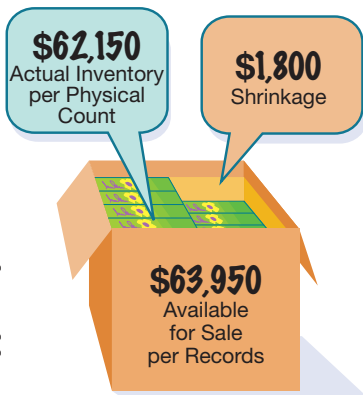 $62,150
Actual Inventory
per Physical
Count
$1,800
Shrinkage
$63,950
Available
for Sale
per Records